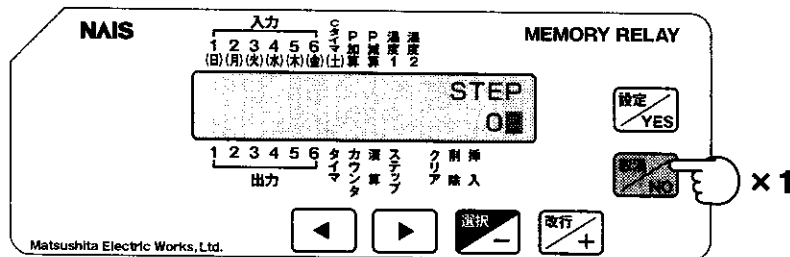 NAIS
MEMORY RELAY
入力
1 2 3 4 5 6
(日)(月)(火)(水)(木)(金)(土)
Cタイマ
P加算
P減算
温度1
温度2
STEP
0
設定
YES
NO
×1
1 2 3 4 5 6
出力
タイマ
カウンタ
演算
ステップ
クリア
削除
挿入
選択
−
改行
+
Matsushita Electric Works, Ltd.